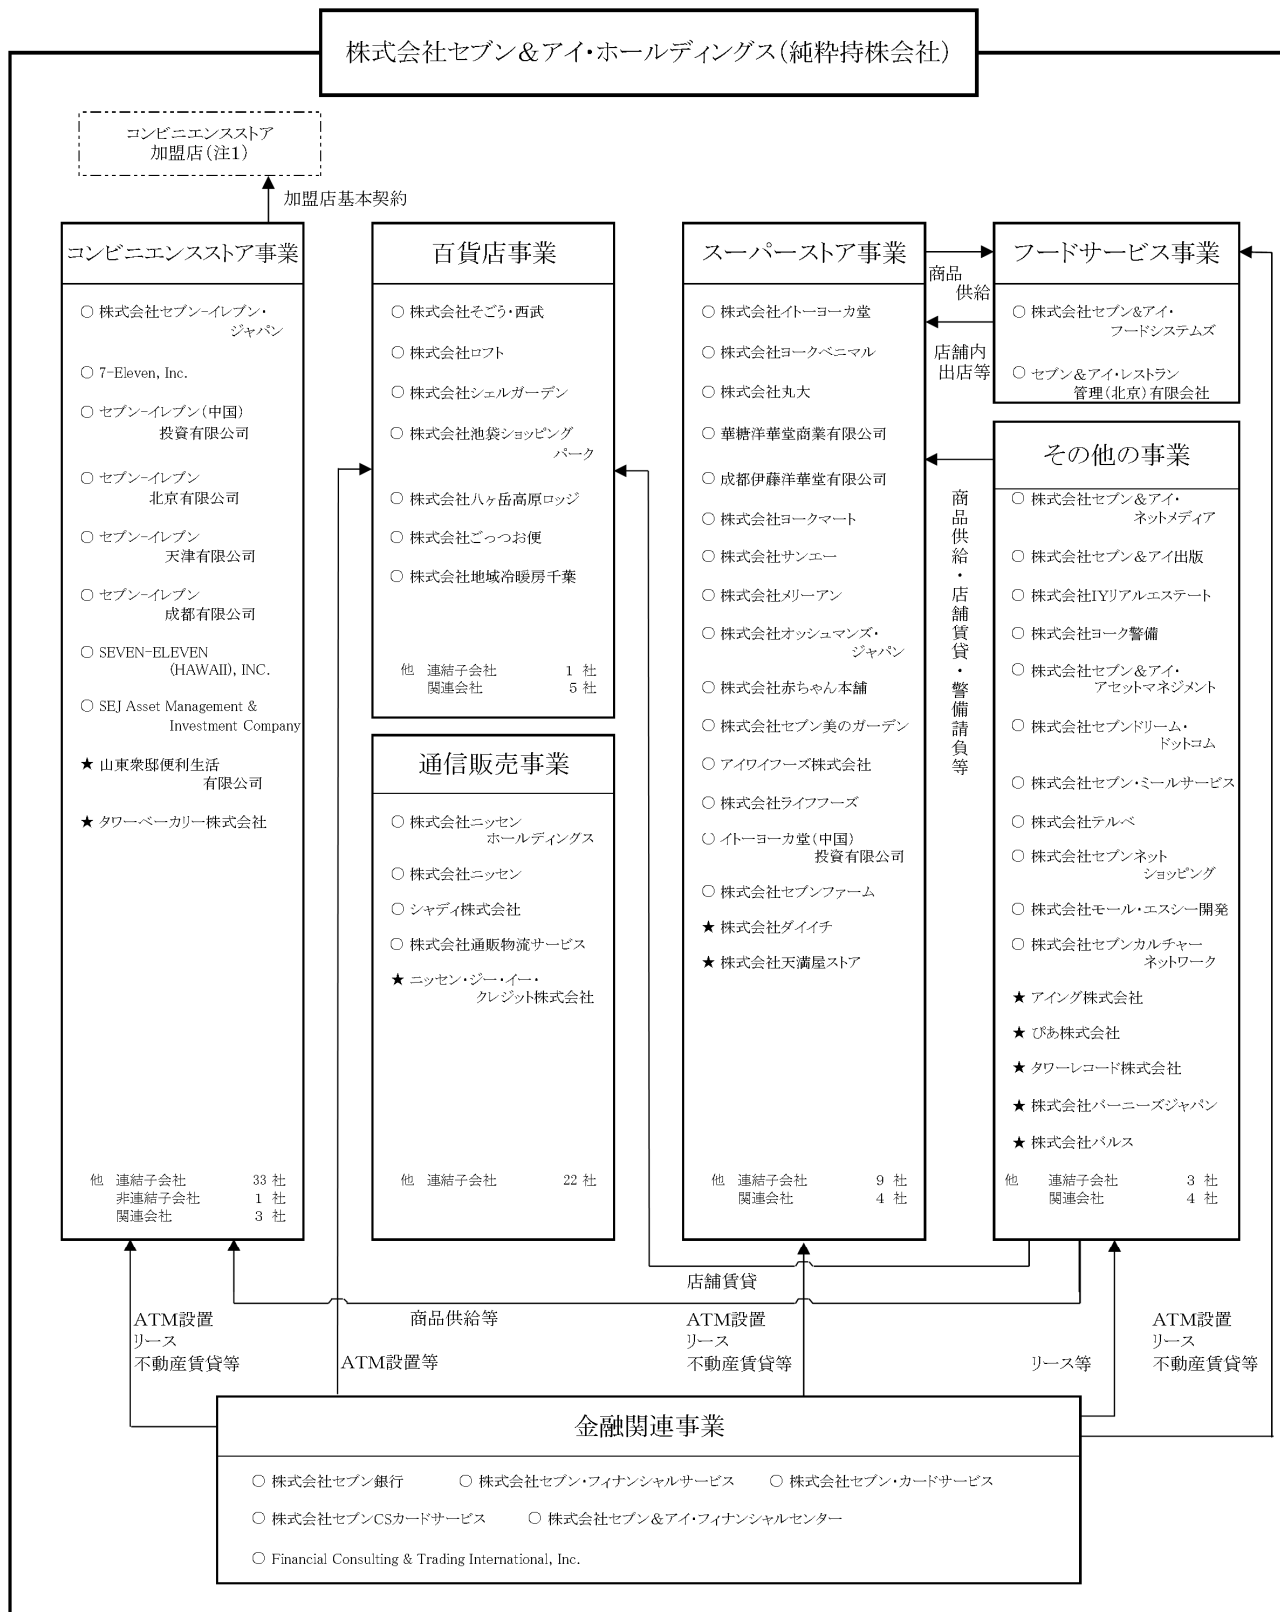 株式会社セブン＆アイ・ホールディングス（純粋持株会社）
コンビニエンスストア
加盟店（注1）
加盟店基本契約
コンビニエンスストア事業
○ 株式会社セブン-イレブン・
ジャパン
○ 7-Eleven, Inc.
○ セブン-イレブン（中国）
投資有限公司
○ セブン-イレブン
北京有限公司
○ セブン-イレブン
天津有限公司
○ セブン-イレブン
成都有限公司
○ SEVEN-ELEVEN
(HAWAII), INC.
○ SEJ Asset Management &
Investment Company
★ 山東衆邸便利生活
有限公司
★ タワーベーカリー株式会社
他 連結子会社 33 社
非連結子会社 1 社
関連会社 3 社
百貨店事業
○ 株式会社そごう・西武
○ 株式会社ロフト
○ 株式会社シェルガーデン
○ 株式会社池袋ショッピング
パーク
○ 株式会社八ヶ岳高原ロッジ
○ 株式会社ごっつお便
○ 株式会社地域冷暖房千葉
他 連結子会社 1 社
関連会社 5 社
通信販売事業
○ 株式会社ニッセン
ホールディングス
○ 株式会社ニッセン
○ シャディ株式会社
○ 株式会社通販物流サービス
★ ニッセン・ジー・イー・
クレジット株式会社
他 連結子会社 22 社
スーパーストア事業
○ 株式会社イトーヨーカ堂
○ 株式会社ヨークベニマル
○ 株式会社丸大
○ 華糖洋華堂商業有限公司
○ 成都伊藤洋華堂有限公司
○ 株式会社ヨークマート
○ 株式会社サンエー
○ 株式会社メリーアン
○ 株式会社オッシュマンズ・
ジャパン
○ 株式会社赤ちゃん本舗
○ 株式会社セブン美のガーデン
○ アイワイフーズ株式会社
○ 株式会社ライフフーズ
○ イトーヨーカ堂（中国）
投資有限公司
○ 株式会社セブンファーム
★ 株式会社ダイイチ
★ 株式会社天満屋ストア
他 連結子会社 9 社
関連会社 4 社
商品
供給
店舗内
出店等
商品供給・店舗賃貸・警備請負等
フードサービス事業
○ 株式会社セブン&アイ・
フードシステムズ
○ セブン＆アイ・レストラン
管理（北京）有限会社
その他の事業
○ 株式会社セブン＆アイ・
ネットメディア
○ 株式会社セブン＆アイ出版
○ 株式会社IYリアルエステート
○ 株式会社ヨーク警備
○ 株式会社セブン＆アイ・
アセットマネジメント
○ 株式会社セブンドリーム・
ドットコム
○ 株式会社セブン・ミールサービス
○ 株式会社テルベ
○ 株式会社セブンネット
ショッピング
○ 株式会社モール・エスシー開発
○ 株式会社セブンカルチャー
ネットワーク
★ アイング株式会社
★ ぴあ株式会社
★ タワーレコード株式会社
★ 株式会社バーニーズジャパン
★ 株式会社バルス
他 連結子会社 3 社
関連会社 4 社
店舗賃貸
商品供給等
ATM設置
リース
不動産賃貸等
ATM設置等
ATM設置
リース
不動産賃貸等
リース等
ATM設置
リース
不動産賃貸等
金融関連事業
○ 株式会社セブン銀行 ○ 株式会社セブン・フィナンシャルサービス ○ 株式会社セブン・カードサービス
○ 株式会社セブンCSカードサービス ○ 株式会社セブン＆アイ・フィナンシャルセンター
○ Financial Consulting & Trading International, Inc.